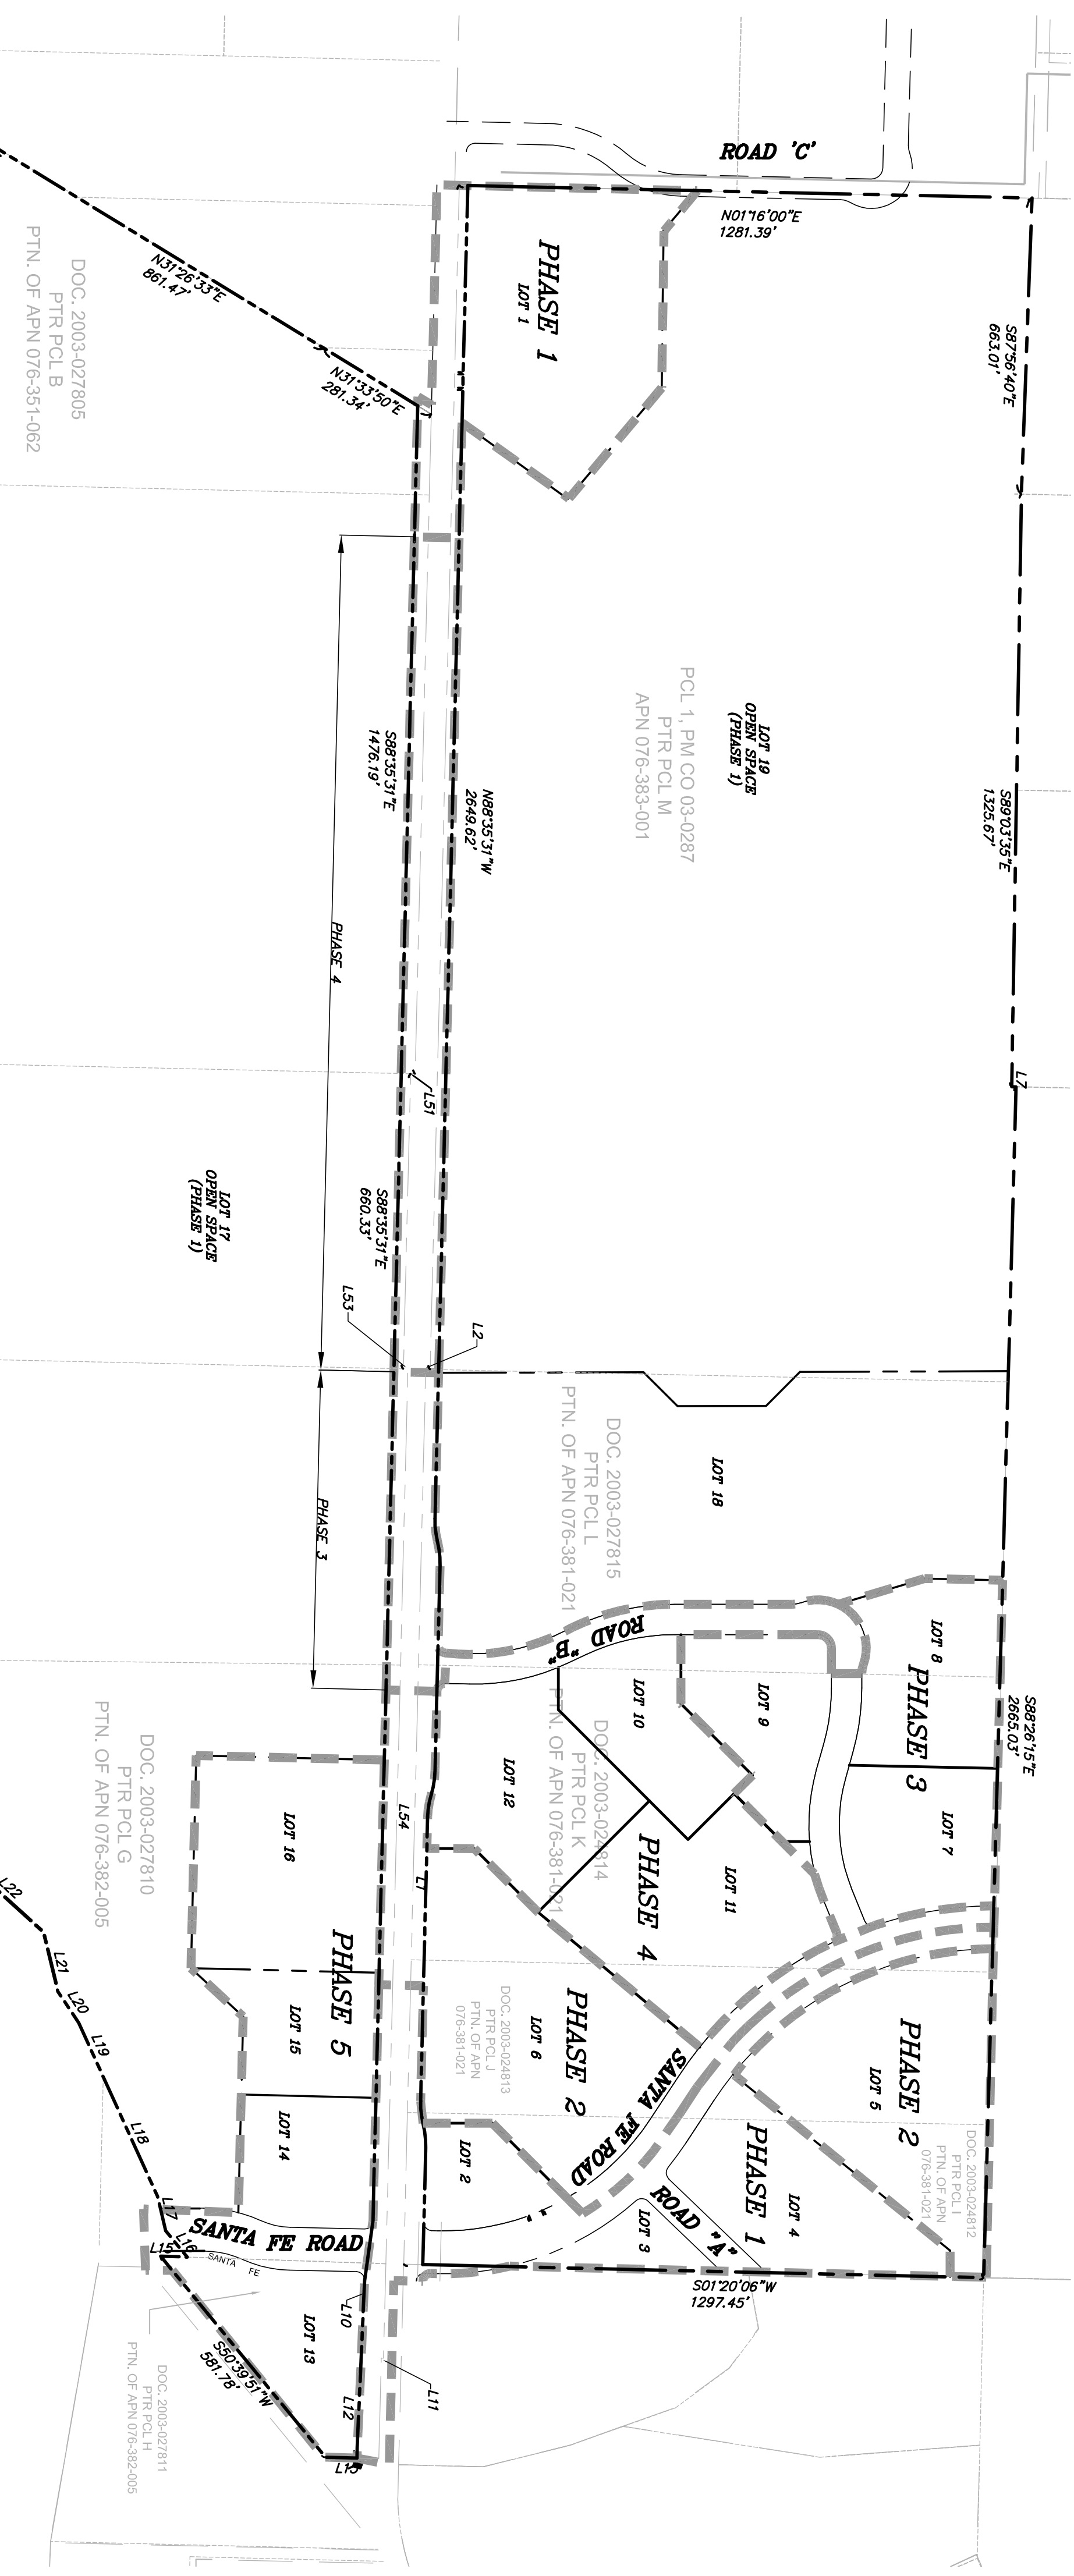 ROAD 'C'
N01°16'00"E
1281.39'
S87°56'40"E
663.01'
PHASE 1
LOT 1
N31°26'33"E
861.47'
N31°33'50"E
281.34'
DOC. 2003-027805
PTR PCL B
PTN. OF APN 076-351-062
LOT 19
OPEN SPACE
(PHASE 1)
PCL 1, PM CO 03-0287
PTR PCL M
APN 076-383-001
S89°03'35"E
1325.67'
N88°35'31"W
2649.62'
S88°35'31"E
1476.19'
PHASE 4
L7
L51
S88°35'31"E
660.33'
LOT 17
OPEN SPACE
(PHASE 1)
L53
L2
DOC. 2003-027815
PTR PCL L
PTN. OF APN 076-381-021
LOT 18
PHASE 3
ROAD "B"
LOT 8
PHASE 3
S88°26'15"E
2665.03'
LOT 9
LOT 10
LOT 7
DOC. 2003-024814
PTR PCL K
PTN. OF APN 076-381-021
LOT 12
PHASE 4
LOT 11
L54
L1
DOC. 2003-027810
PTR PCL G
PTN. OF APN 076-382-005
LOT 16
PHASE 5
LOT 15
LOT 14
L22
L21
L20
L19
L18
L17
L16
L15
PHASE 2
LOT 6
DOC. 2003-024813
PTR PCL J
PTN. OF APN
076-381-021
PHASE 2
LOT 5
DOC. 2003-024812
PTR PCL I
PTN. OF APN
076-381-021
SANTA FE ROAD
LOT 2
PHASE 1
LOT 4
ROAD "A"
LOT 3
S01°20'06"W
1297.45'
SANTA FE ROAD
SANTA FE
L10
L11
LOT 13
S50°39'51"W
581.78'
L12
L13
DOC. 2003-027811
PTR PCL H
PTN. OF APN 076-382-005